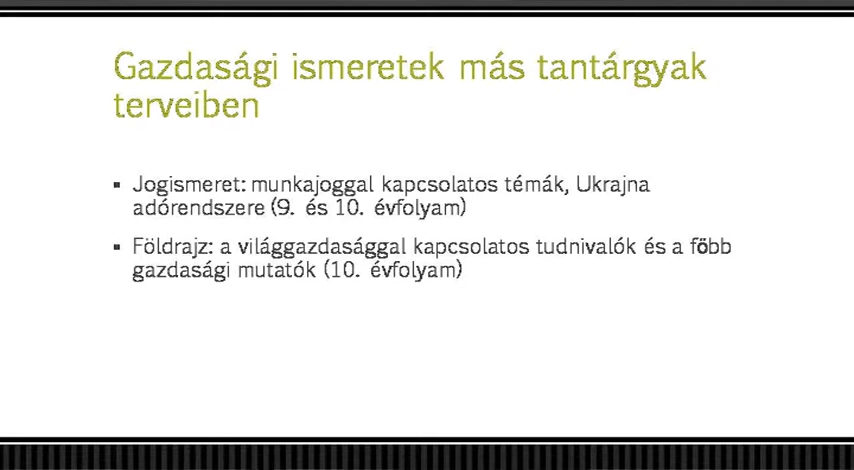 Gazdasági ismeretek más tantárgyak
terveiben
▪ Jogismeret: munkajoggal kapcsolatos témák, Ukrajna
adórendszere (9. és 10. évfolyam)
▪ Földrajz: a világgazdasággal kapcsolatos tudnivalók és a főbb
gazdasági mutatók (10. évfolyam)